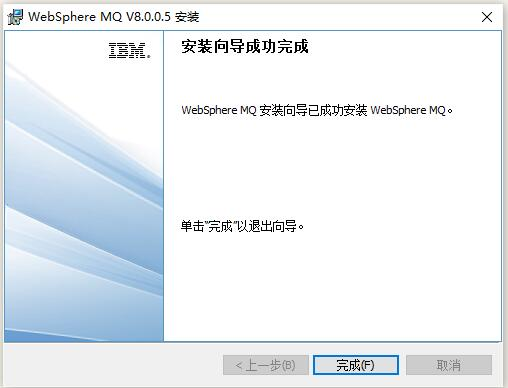 WebSphere MQ V8.0.0.5 安装
IBM.
安装向导成功完成
WebSphere MQ 安装向导已成功安装 WebSphere MQ。
单击“完成”以退出向导。
< 上一步(B)
完成(F)
取消